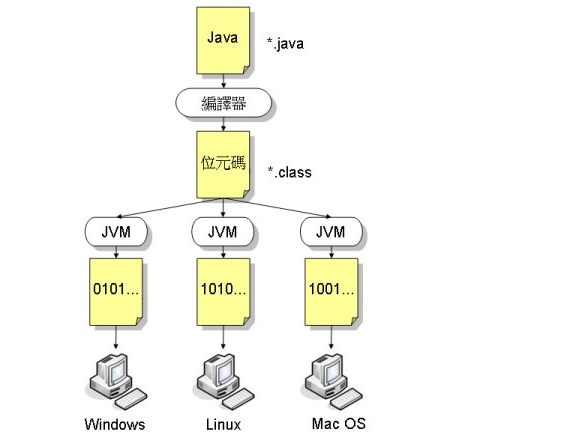 Java
*.java
編譯器
位元碼
*.class
JVM
JVM
JVM
0101...
1010...
1001...
Windows
Linux
Mac OS